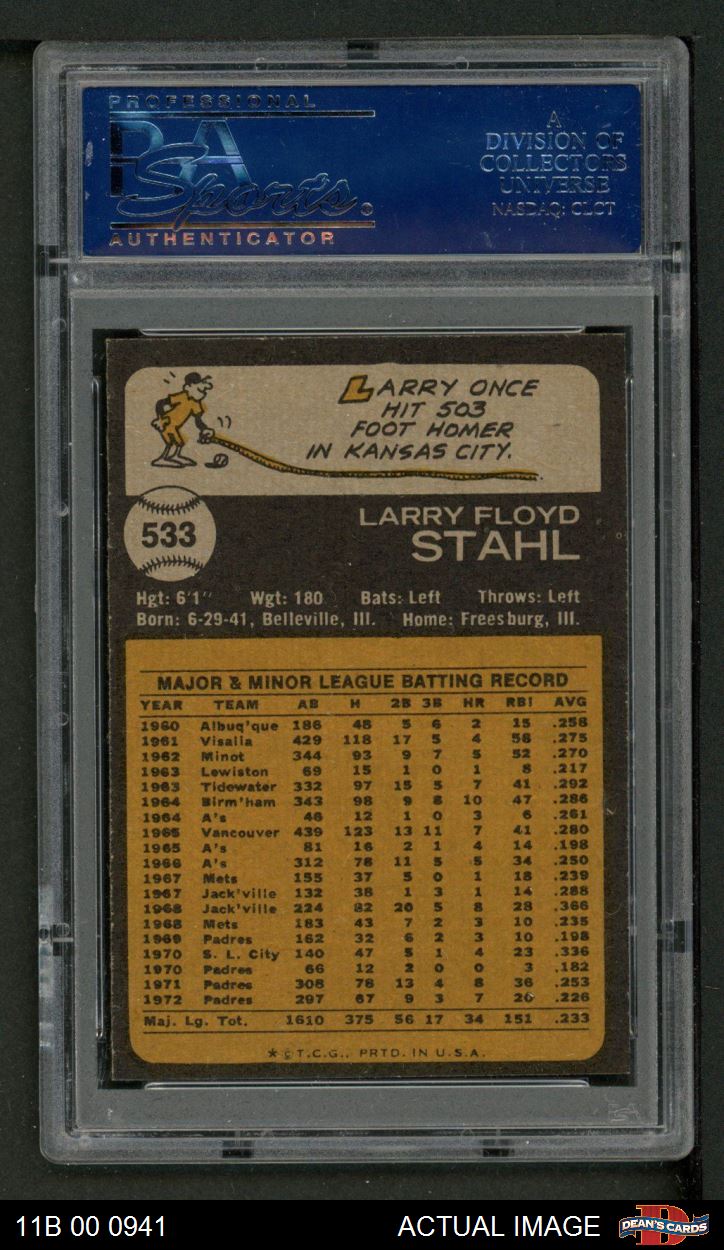 PROFESSIONAL
PSA
Sports
AUTHENTICATOR
A
DIVISION OF
COLLECTORS
UNIVERSE
NASDAQ: CLCT
LARRY ONCE
HIT 503
FOOT HOMER
IN KANSAS CITY.
533
LARRY FLOYD
STAHL
Hgt: 6'1" Wgt: 180 Bats: Left Throws: Left
Born: 6-29-41, Belleville, Ill. Home: Freesburg, Ill.
MAJOR & MINOR LEAGUE BATTING RECORD
YEAR TEAM AB H 2B 3B HR RBI AVG
1960 Albuq'que 186 48 5 6 2 15 .258
1961 Visalia 429 118 17 5 4 58 .275
1962 Minot 344 93 9 7 5 52 .270
1963 Lewiston 69 15 1 0 1 8 .217
1963 Tidewater 332 97 15 5 7 41 .292
1964 Birm'ham 343 98 9 8 10 47 .286
1964 A's 46 12 1 0 3 6 .261
1965 Vancouver 439 123 13 11 7 41 .280
1965 A's 81 16 2 1 4 14 .198
1966 A's 312 78 11 5 5 34 .250
1967 Mets 155 37 5 0 1 18 .239
1967 Jack'ville 132 38 1 3 1 14 .288
1968 Jack'ville 224 82 20 5 8 28 .366
1968 Mets 183 43 7 2 3 10 .235
1969 Padres 162 32 6 2 3 10 .198
1970 S. L. City 140 47 5 1 4 23 .336
1970 Padres 66 12 2 0 0 3 .182
1971 Padres 308 78 13 4 8 36 .253
1972 Padres 297 67 9 3 7 20 .226
Maj. Lg. Tot. 1610 375 56 17 34 151 .233
* © T.C.G., PRTD. IN U.S.A.
11B 00 0941 ACTUAL IMAGE DEAN'S CARDS